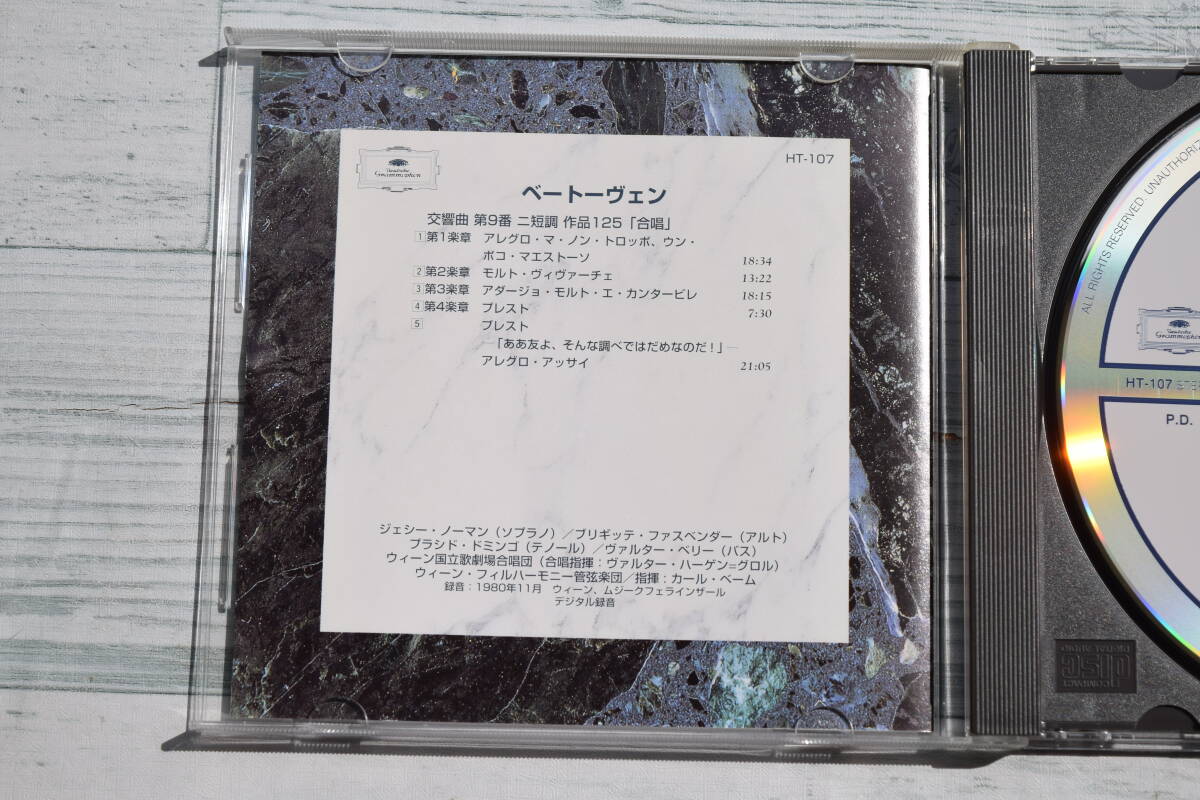 Deutsche
Grammophon
HT-107
ベートーヴェン
交響曲 第9番 ニ短調 作品125「合唱」
1 第1楽章 アレグロ・マ・ノン・トロッポ、ウン・
ポコ・マエストーソ 18:34
2 第2楽章 モルト・ヴィヴァーチェ 13:22
3 第3楽章 アダージョ・モルト・エ・カンタービレ 18:15
4 第4楽章 プレスト 7:30
5 プレスト
―「ああ友よ、そんな調べではだめなのだ！」―
アレグロ・アッサイ 21:05
ジェシー・ノーマン（ソプラノ）／ブリギッテ・ファスベンダー（アルト）
プラシド・ドミンゴ（テノール）／ヴァルター・ベリー（バス）
ウィーン国立歌劇場合唱団（合唱指揮：ヴァルター・ハーゲン=グロル）
ウィーン・フィルハーモニー管弦楽団／指揮：カール・ベーム
録音：1980年11月 ウィーン、ムジークフェラインザール
デジタル録音
ALL RIGHTS RESERVED. UNAUTHORIZ
Deutsche
Grammophon
HT-107 STE
P.D.
COMPACT
DISC
DIGITAL AUDIO